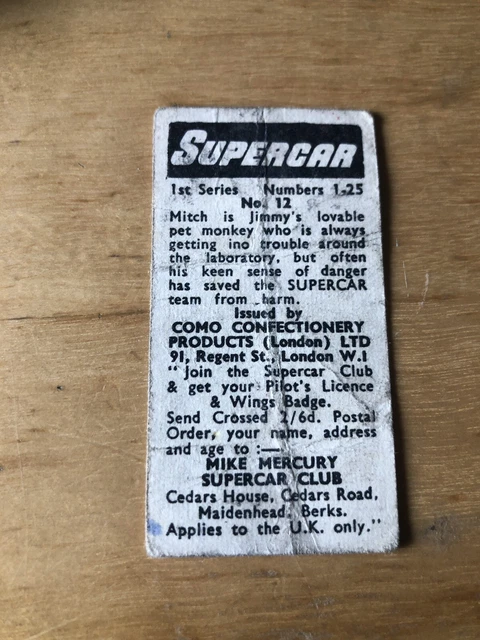 SUPERCAR
1st Series Numbers 1-25
No. 12
Mitch is Jimmy's lovable
pet monkey who is always
getting ino trouble around
the laboratory, but often
his keen sense of danger
has saved the SUPERCAR
team from harm.
Issued by
COMO CONFECTIONERY
PRODUCTS (London) LTD
91, Regent St., London W.1
"Join the Supercar Club
& get your Pilot's Licence
& Wings Badge.
Send Crossed 2/6d. Postal
Order, your name, address
and age to :—
MIKE MERCURY
SUPERCAR CLUB
Cedars House, Cedars Road,
Maidenhead, Berks.
Applies to the U.K. only."